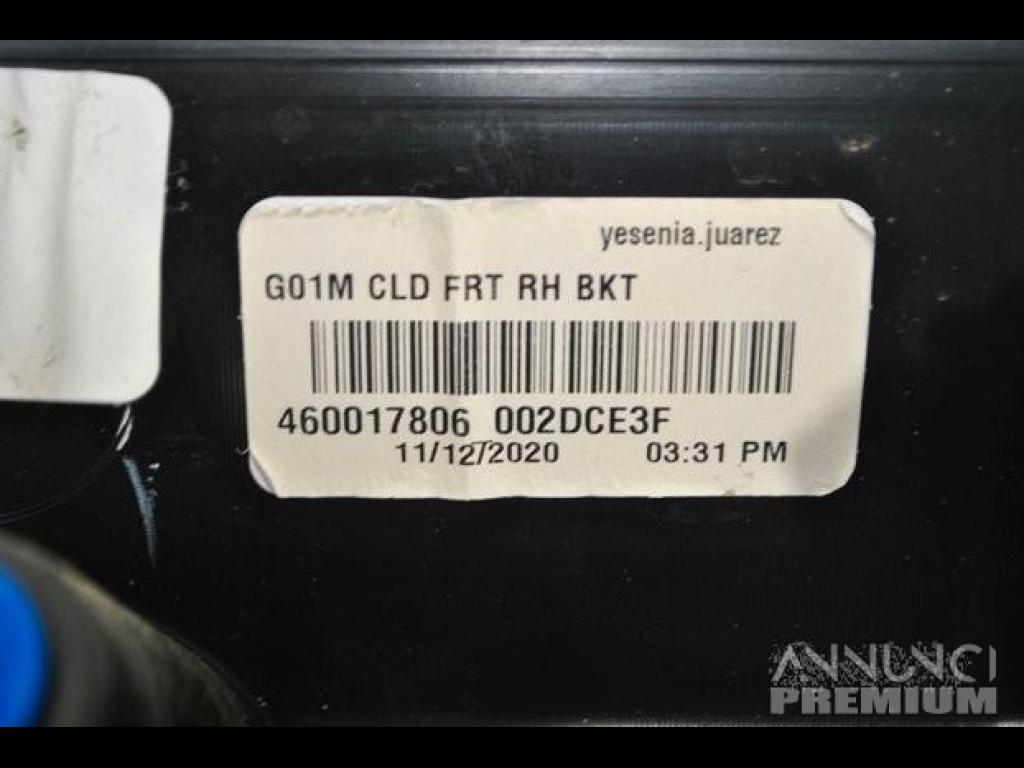 yesenia.juarez
G01M CLD FRT RH BKT
460017806 002DCE3F
11/12/2020 03:31 PM
ANNUNCI
PREMIUM